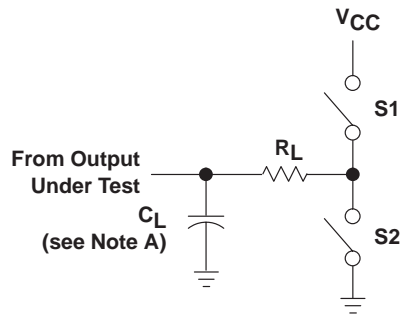 VCC
S1
From Output
Under Test
RL
CL
(see Note A)
S2